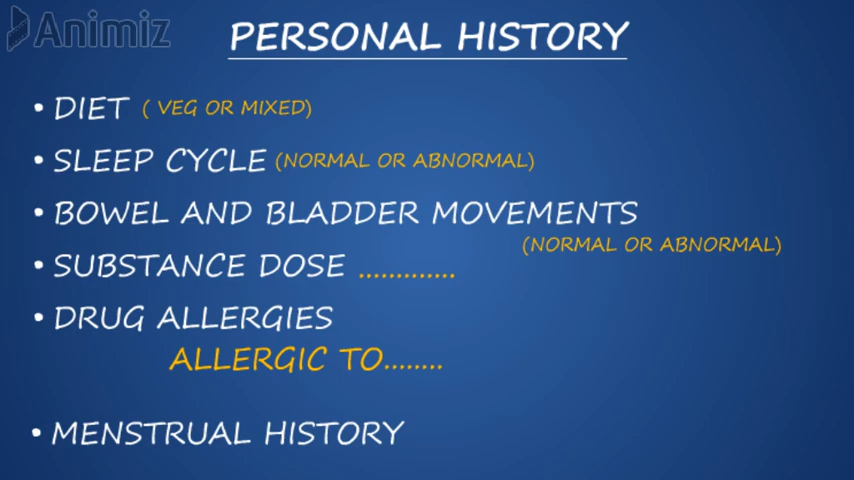 Animiz
PERSONAL HISTORY
• DIET ( VEG OR MIXED)
• SLEEP CYCLE (NORMAL OR ABNORMAL)
• BOWEL AND BLADDER MOVEMENTS
(NORMAL OR ABNORMAL)
• SUBSTANCE DOSE .............
• DRUG ALLERGIES
ALLERGIC TO........
• MENSTRUAL HISTORY